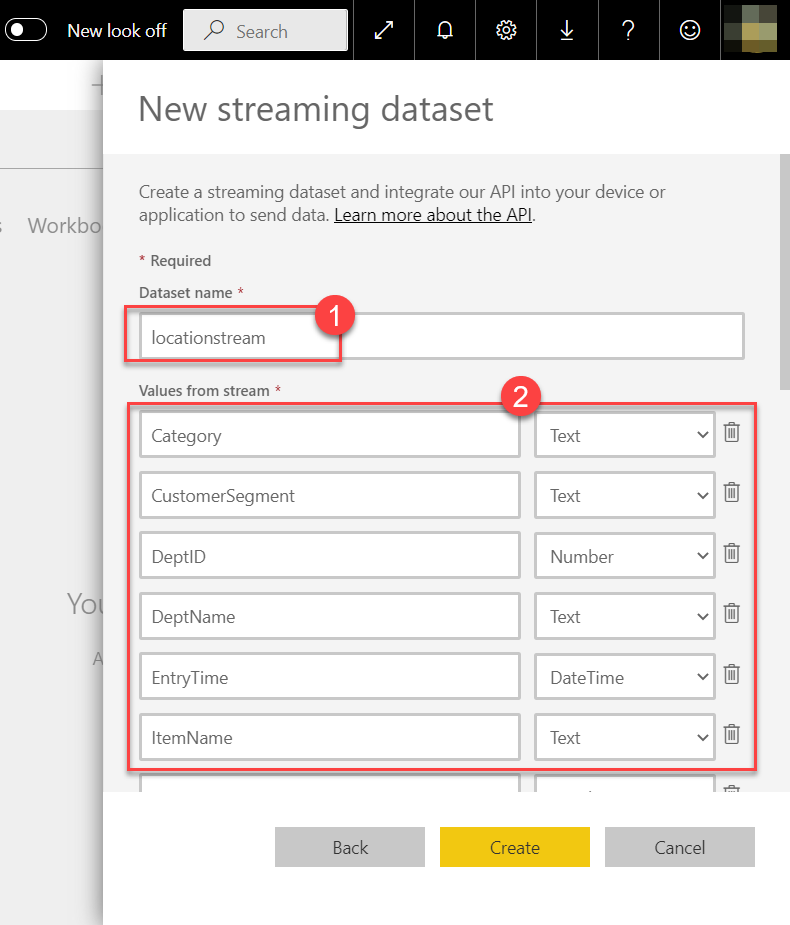 New look off
Search
New streaming dataset
Create a streaming dataset and integrate our API into your device or
application to send data. Learn more about the API.
* Required
Dataset name *
1
locationstream
Values from stream *
2
Category Text
CustomerSegment Text
DeptID Number
DeptName Text
EntryTime DateTime
ItemName Text
Back Create Cancel